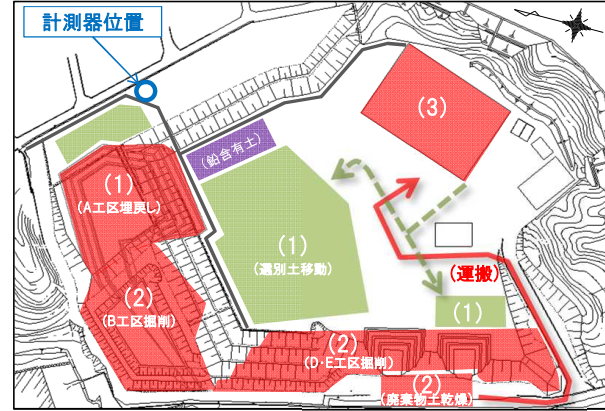 計測器位置
(3)
(鉛含有土)
(1)
(A工区埋戻し)
(1)
(選別土移動)
(2)
(B工区掘削)
(運搬)
(1)
(2)
(D・E工区掘削)
(2)
(廃棄物土乾燥)